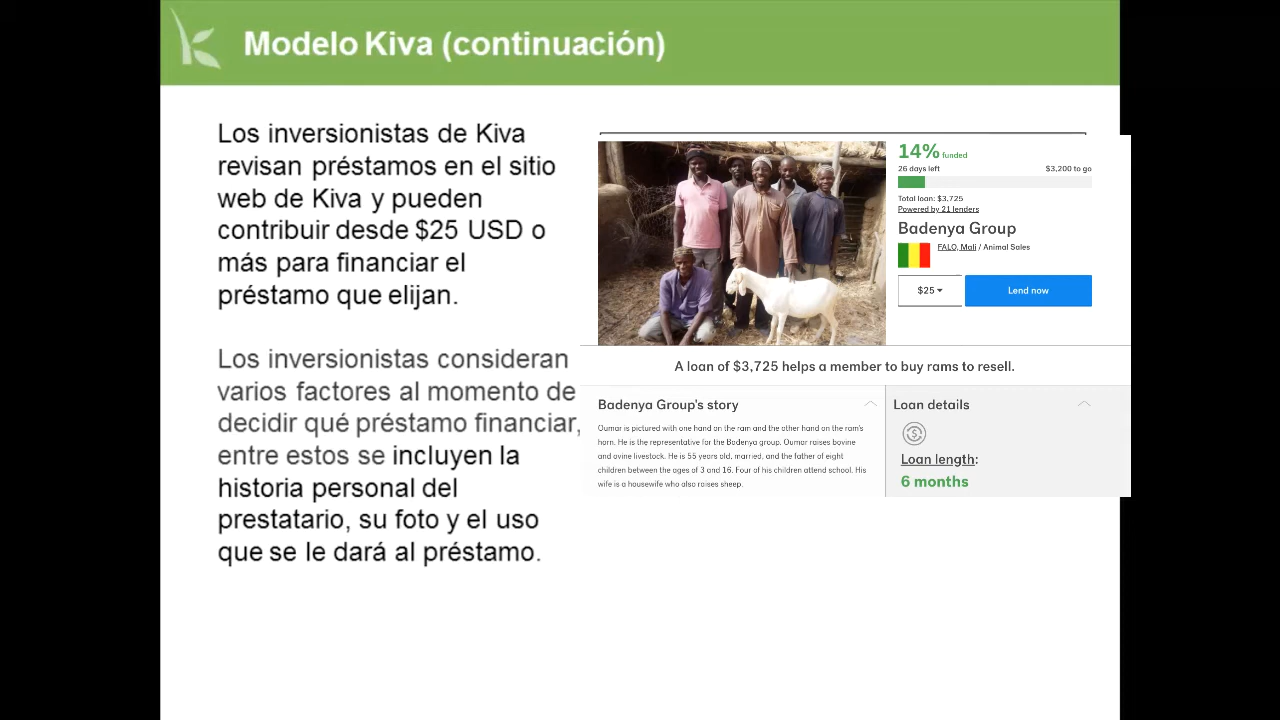 Modelo Kiva (continuación)
Los inversionistas de Kiva
revisan préstamos en el sitio
web de Kiva y pueden
contribuir desde $25 USD o
más para financiar el
préstamo que elijan.
Los inversionistas consideran
varios factores al momento de
decidir qué préstamo financiar,
entre estos se incluyen la
historia personal del
prestatario, su foto y el uso
que se le dará al préstamo.
14% funded
26 days left $3,200 to go
Total loan: $3,725
Powered by 21 lenders
Badenya Group
FALO, Mali / Animal Sales
$25 Lend now
A loan of $3,725 helps a member to buy rams to resell.
Badenya Group's story
Oumar is pictured with one hand on the ram and the other hand on the ram's
horn. He is the representative for the Badenya group. Oumar raises bovine
and ovine livestock. He is 55 years old, married, and the father of eight
children between the ages of 3 and 16. Four of his children attend school. His
wife is a housewife who also raises sheep.
Loan details
Loan length:
6 months